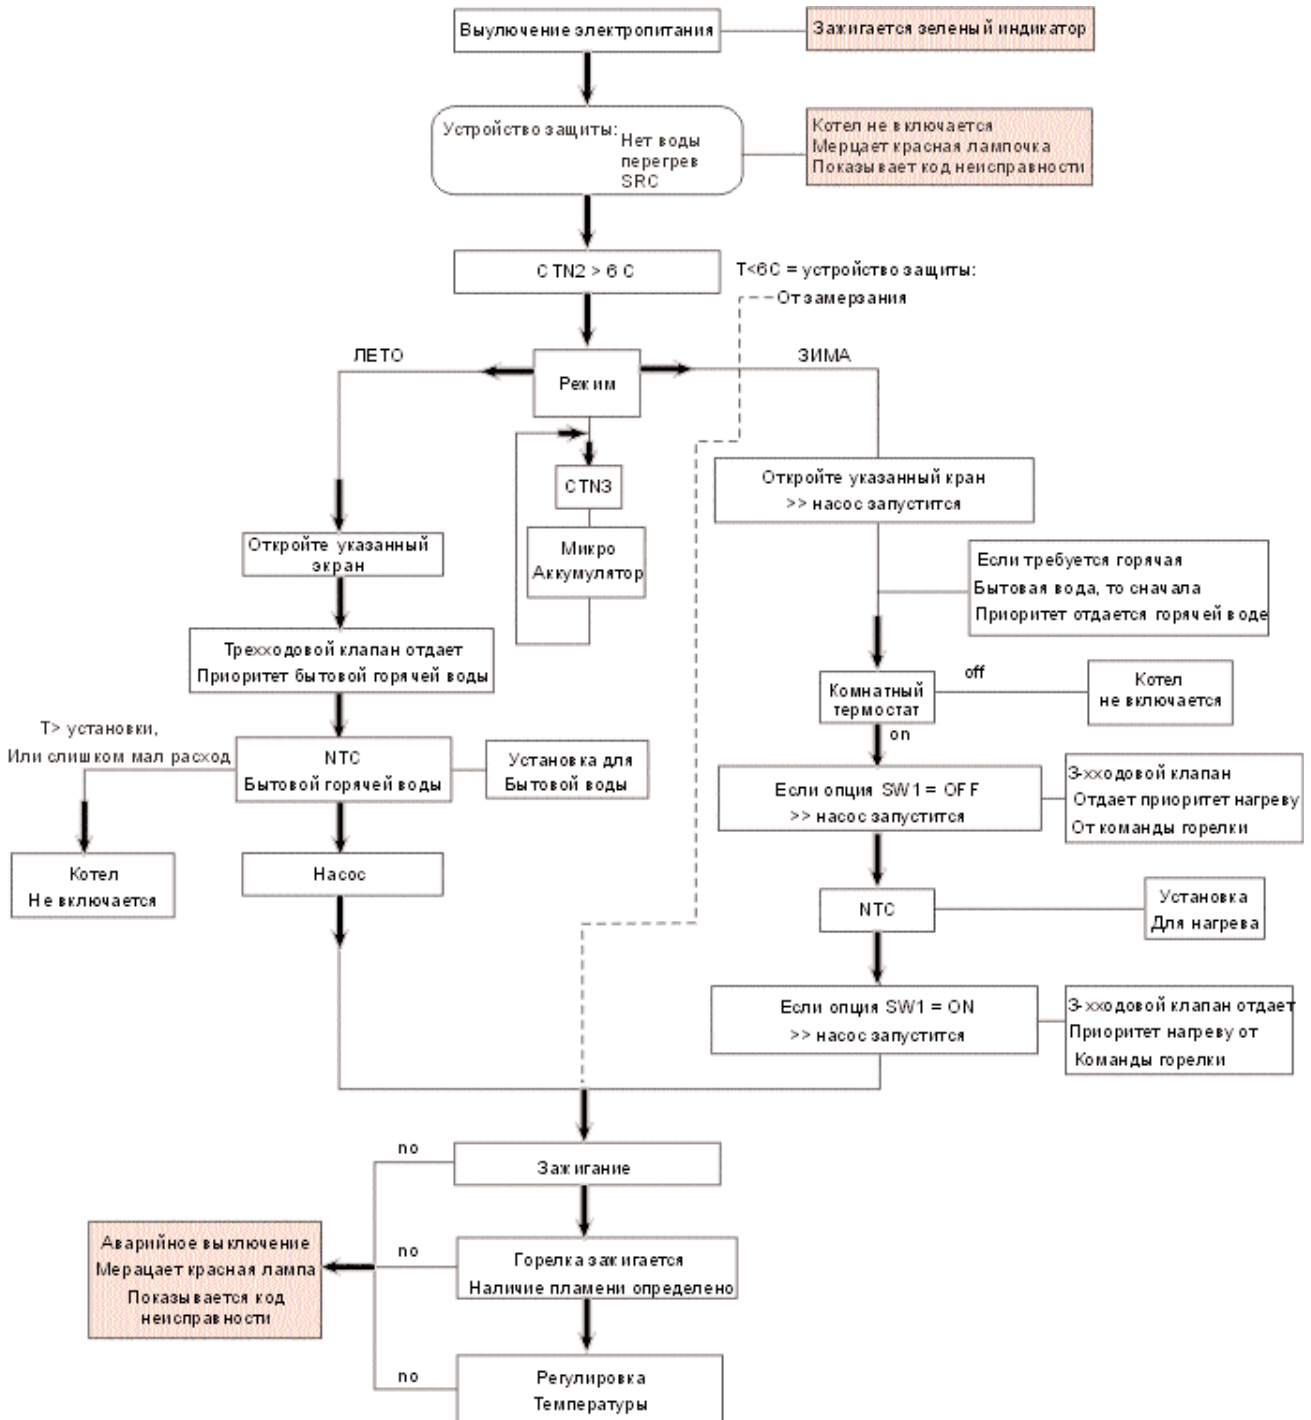 Выулючение электропитания
Зажигается зеленый индикатор
Устройство защиты:
Нет воды
перегрев
SRC
Котел не включается
Мерцает красная лампочка
Показывает код неисправности
CTN2 > 6 C
T<6C = устройство защиты:
От замерзания
ЛЕТО
Режим
ЗИМА
CTN3
Микро
Аккумулятор
Откройте указанный кран
>> насос запустится
Откройте указанный
экран
Если требуется горячая
Бытовая вода, то сначала
Приоритет отдается горячей воде
Трехходовой клапан отдает
Приоритет бытовой горячей воды
Комнатный
термостат
off
Котел
не включается
on
T> установки,
Или слишком мал расход
NTC
Бытовой горячей воды
Установка для
Бытовой воды
Если опция SW1 = OFF
>> насос запустится
3-хходовой клапан
Отдает приоритет нагреву
От команды горелки
Котел
Не включается
Насос
NTC
Установка
Для нагрева
Если опция SW1 = ON
>> насос запустится
3-хходовой клапан отдает
Приоритет нагреву от
Команды горелки
no
Зажигание
Аварийное выключение
Мерацает красная лампа
Показывается код
неисправности
no
Горелка зажигается
Наличие пламени определено
no
Регулировка
Температуры